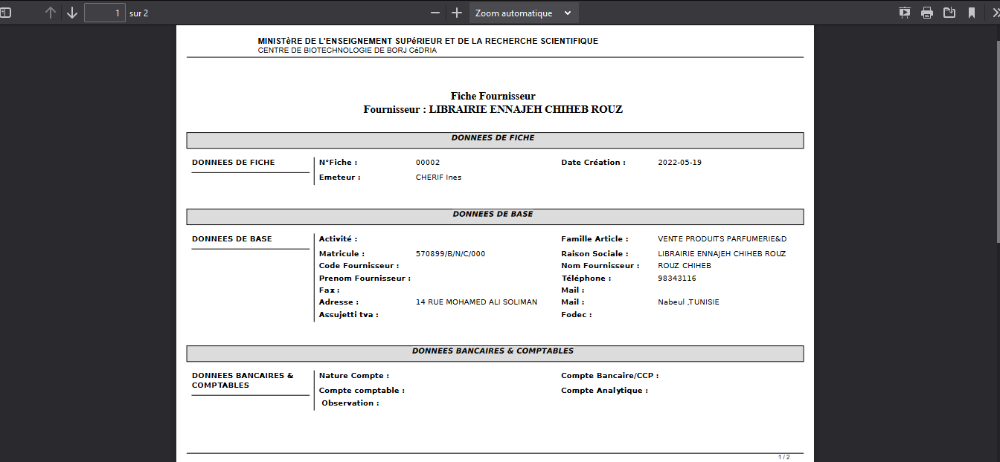 1 sur 2 Zoom automatique
MINISTèRE DE L'ENSEIGNEMENT SUPéRIEUR ET DE LA RECHERCHE SCIENTIFIQUE
CENTRE DE BIOTECHNOLOGIE DE BORJ CéDRIA
Fiche Fournisseur
Fournisseur : LIBRAIRIE ENNAJEH CHIHEB ROUZ
DONNEES DE FICHE
DONNEES DE FICHE N°Fiche : 00002 Date Création : 2022-05-19
Emeteur : CHERIF Ines
DONNEES DE BASE
DONNEES DE BASE Activité : Famille Article : VENTE PRODUITS PARFUMERIE&D
Matricule : 570899/B/N/C/000 Raison Sociale : LIBRAIRIE ENNAJEH CHIHEB ROUZ
Code Fournisseur : Nom Fournisseur : ROUZ CHIHEB
Prenom Fournisseur : Téléphone : 98343116
Fax : Mail :
Adresse : 14 RUE MOHAMED ALI SOLIMAN Mail : Nabeul ,TUNISIE
Assujetti tva : Fodec :
DONNEES BANCAIRES & COMPTABLES
DONNEES BANCAIRES & Nature Compte : Compte Bancaire/CCP :
COMPTABLES
Compte comptable : Compte Analytique :
Observation :
1 / 2